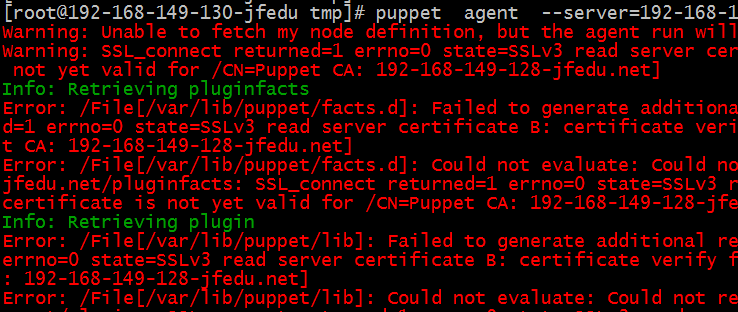 [root@192-168-149-130-jfedu tmp]# puppet  agent  --server=192-168-1
Warning: Unable to fetch my node definition, but the agent run will
Warning: SSL_connect returned=1 errno=0 state=SSLv3 read server cer
 not yet valid for /CN=Puppet CA: 192-168-149-128-jfedu.net]
Info: Retrieving pluginfacts
Error: /File[/var/lib/puppet/facts.d]: Failed to generate additiona
d=1 errno=0 state=SSLv3 read server certificate B: certificate veri
t CA: 192-168-149-128-jfedu.net]
Error: /File[/var/lib/puppet/facts.d]: Could not evaluate: Could no
jfedu.net/pluginfacts: SSL_connect returned=1 errno=0 state=SSLv3 r
certificate is not yet valid for /CN=Puppet CA: 192-168-149-128-jfe
Info: Retrieving plugin
Error: /File[/var/lib/puppet/lib]: Failed to generate additional re
errno=0 state=SSLv3 read server certificate B: certificate verify f
: 192-168-149-128-jfedu.net]
Error: /File[/var/lib/puppet/lib]: Could not evaluate: Could not re